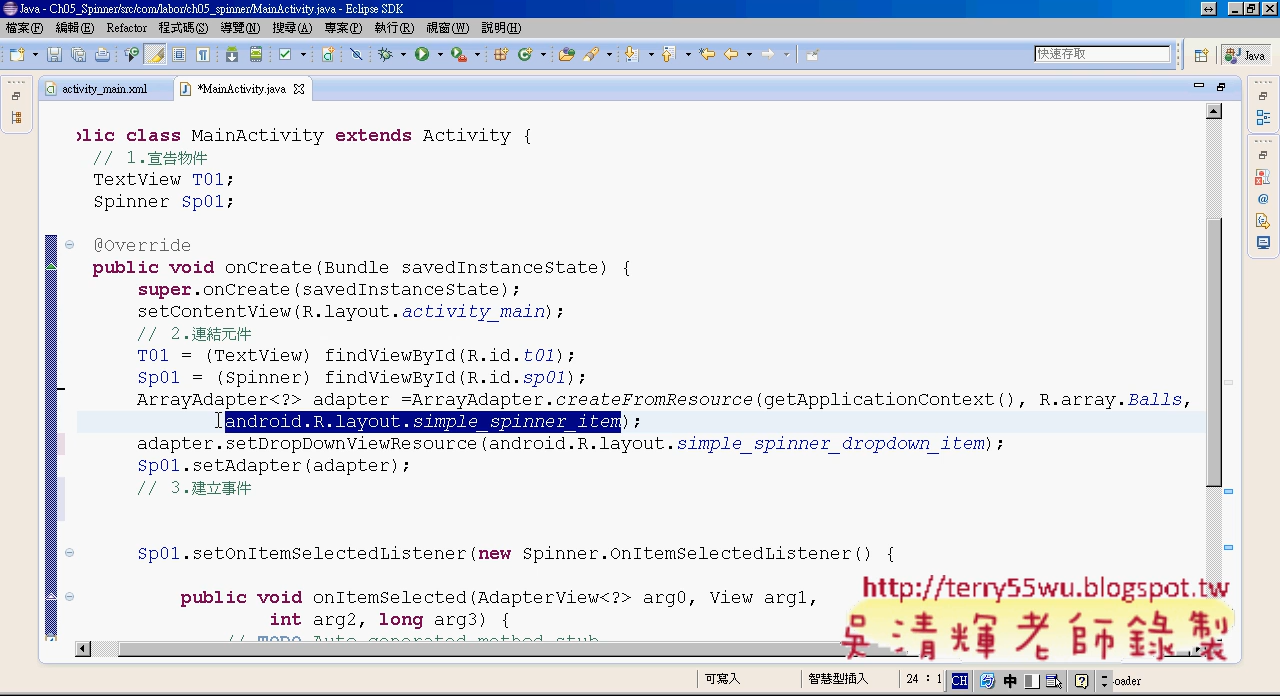 Java - Ch05_Spinner/src/com/labor/ch05_spinner/MainActivity.java - Eclipse SDK
檔案(F) 編輯(E) Refactor 程式碼(S) 導覽(N) 搜尋(A) 專案(P) 執行(R) 視窗(W) 說明(H)
快速存取
Java
activity_main.xml *MainActivity.java
lic class MainActivity extends Activity {
// 1.宣告物件
TextView T01;
Spinner Sp01;
@Override
public void onCreate(Bundle savedInstanceState) {
super.onCreate(savedInstanceState);
setContentView(R.layout.activity_main);
// 2.連結元件
T01 = (TextView) findViewById(R.id.t01);
Sp01 = (Spinner) findViewById(R.id.sp01);
ArrayAdapter<?> adapter =ArrayAdapter.createFromResource(getApplicationContext(), R.array.Balls,
android.R.layout.simple_spinner_item);
adapter.setDropDownViewResource(android.R.layout.simple_spinner_dropdown_item);
Sp01.setAdapter(adapter);
// 3.建立事件
Sp01.setOnItemSelectedListener(new Spinner.OnItemSelectedListener() {
public void onItemSelected(AdapterView<?> arg0, View arg1,
int arg2, long arg3) {
// TODO Auto-generated method stub
http://terry55wu.blogspot.tw
吳清輝老師錄製
可寫入 智慧型插入 24 : 1 CH 中 oader